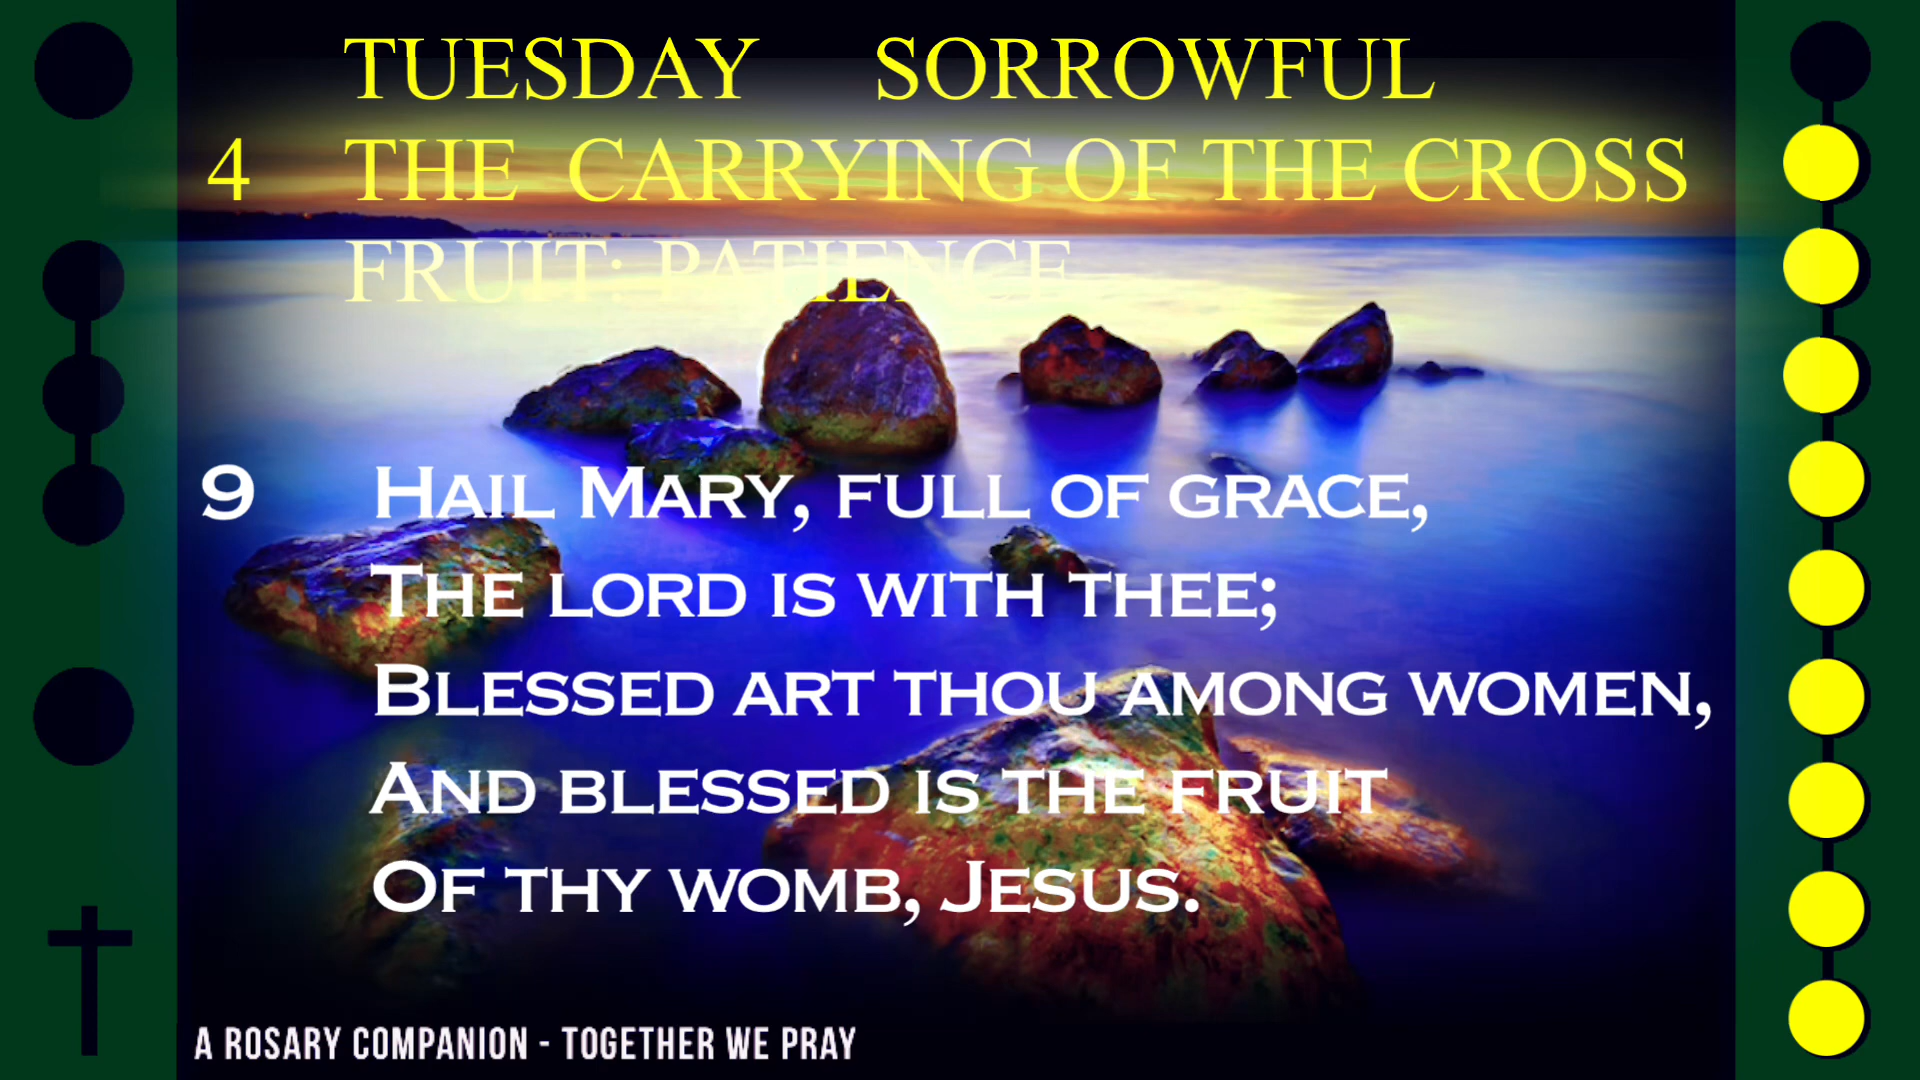 TUESDAY SORROWFUL
4 THE CARRYING OF THE CROSS
FRUIT: PATIENCE
9 HAIL MARY, FULL OF GRACE,
THE LORD IS WITH THEE;
BLESSED ART THOU AMONG WOMEN,
AND BLESSED IS THE FRUIT
OF THY WOMB, JESUS.
A ROSARY COMPANION - TOGETHER WE PRAY